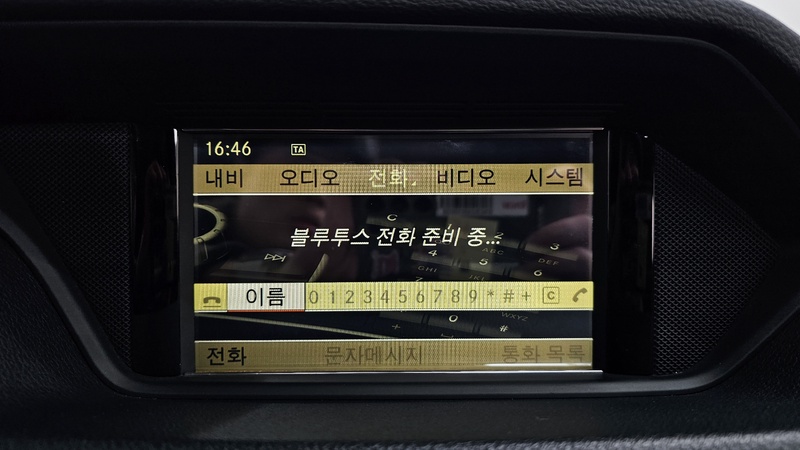 16:46 TA
내비 오디오 전화 비디오 시스템
블루투스 전화 준비 중...
이름 0 1 2 3 4 5 6 7 8 9 * # + C
전화 문자메시지 통화 목록